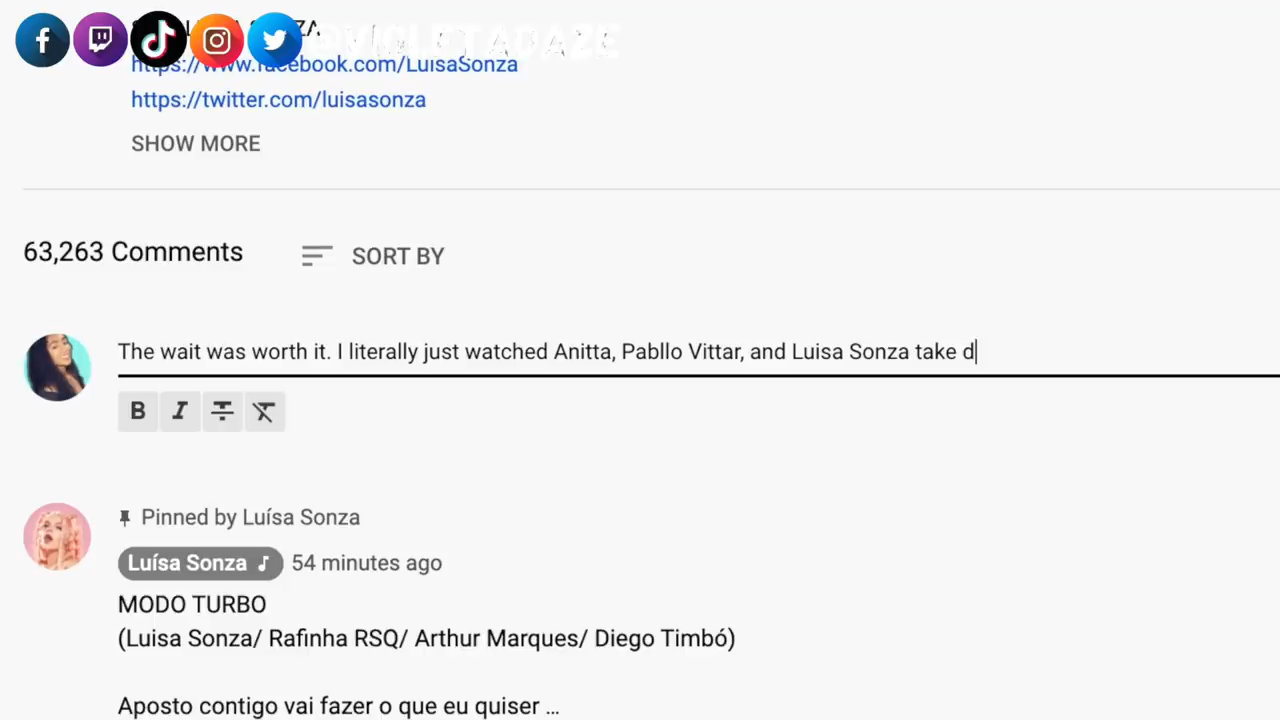 @VIOLETADAZE
https://www.facebook.com/LuisaSonza
https://twitter.com/luisasonza
SHOW MORE
63,263 Comments
SORT BY
The wait was worth it. I literally just watched Anitta, Pabllo Vittar, and Luisa Sonza take d
B I
Pinned by Luísa Sonza
Luísa Sonza 54 minutes ago
MODO TURBO
(Luisa Sonza/ Rafinha RSQ/ Arthur Marques/ Diego Timbó)
Aposto contigo vai fazer o que eu quiser ...